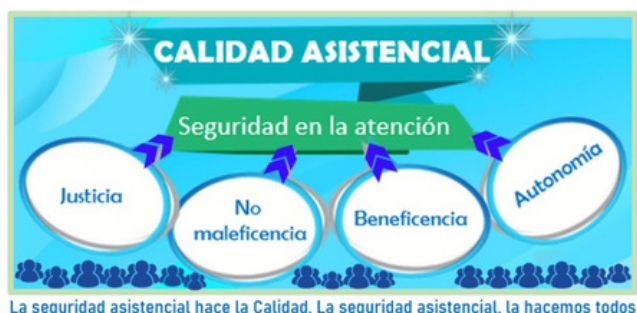 CALIDAD ASISTENCIAL
Seguridad en la atención
Justicia
No
maleficencia
Beneficencia
Autonomía
La seguridad asistencial hace la Calidad. La seguridad asistencial, la hacemos todos